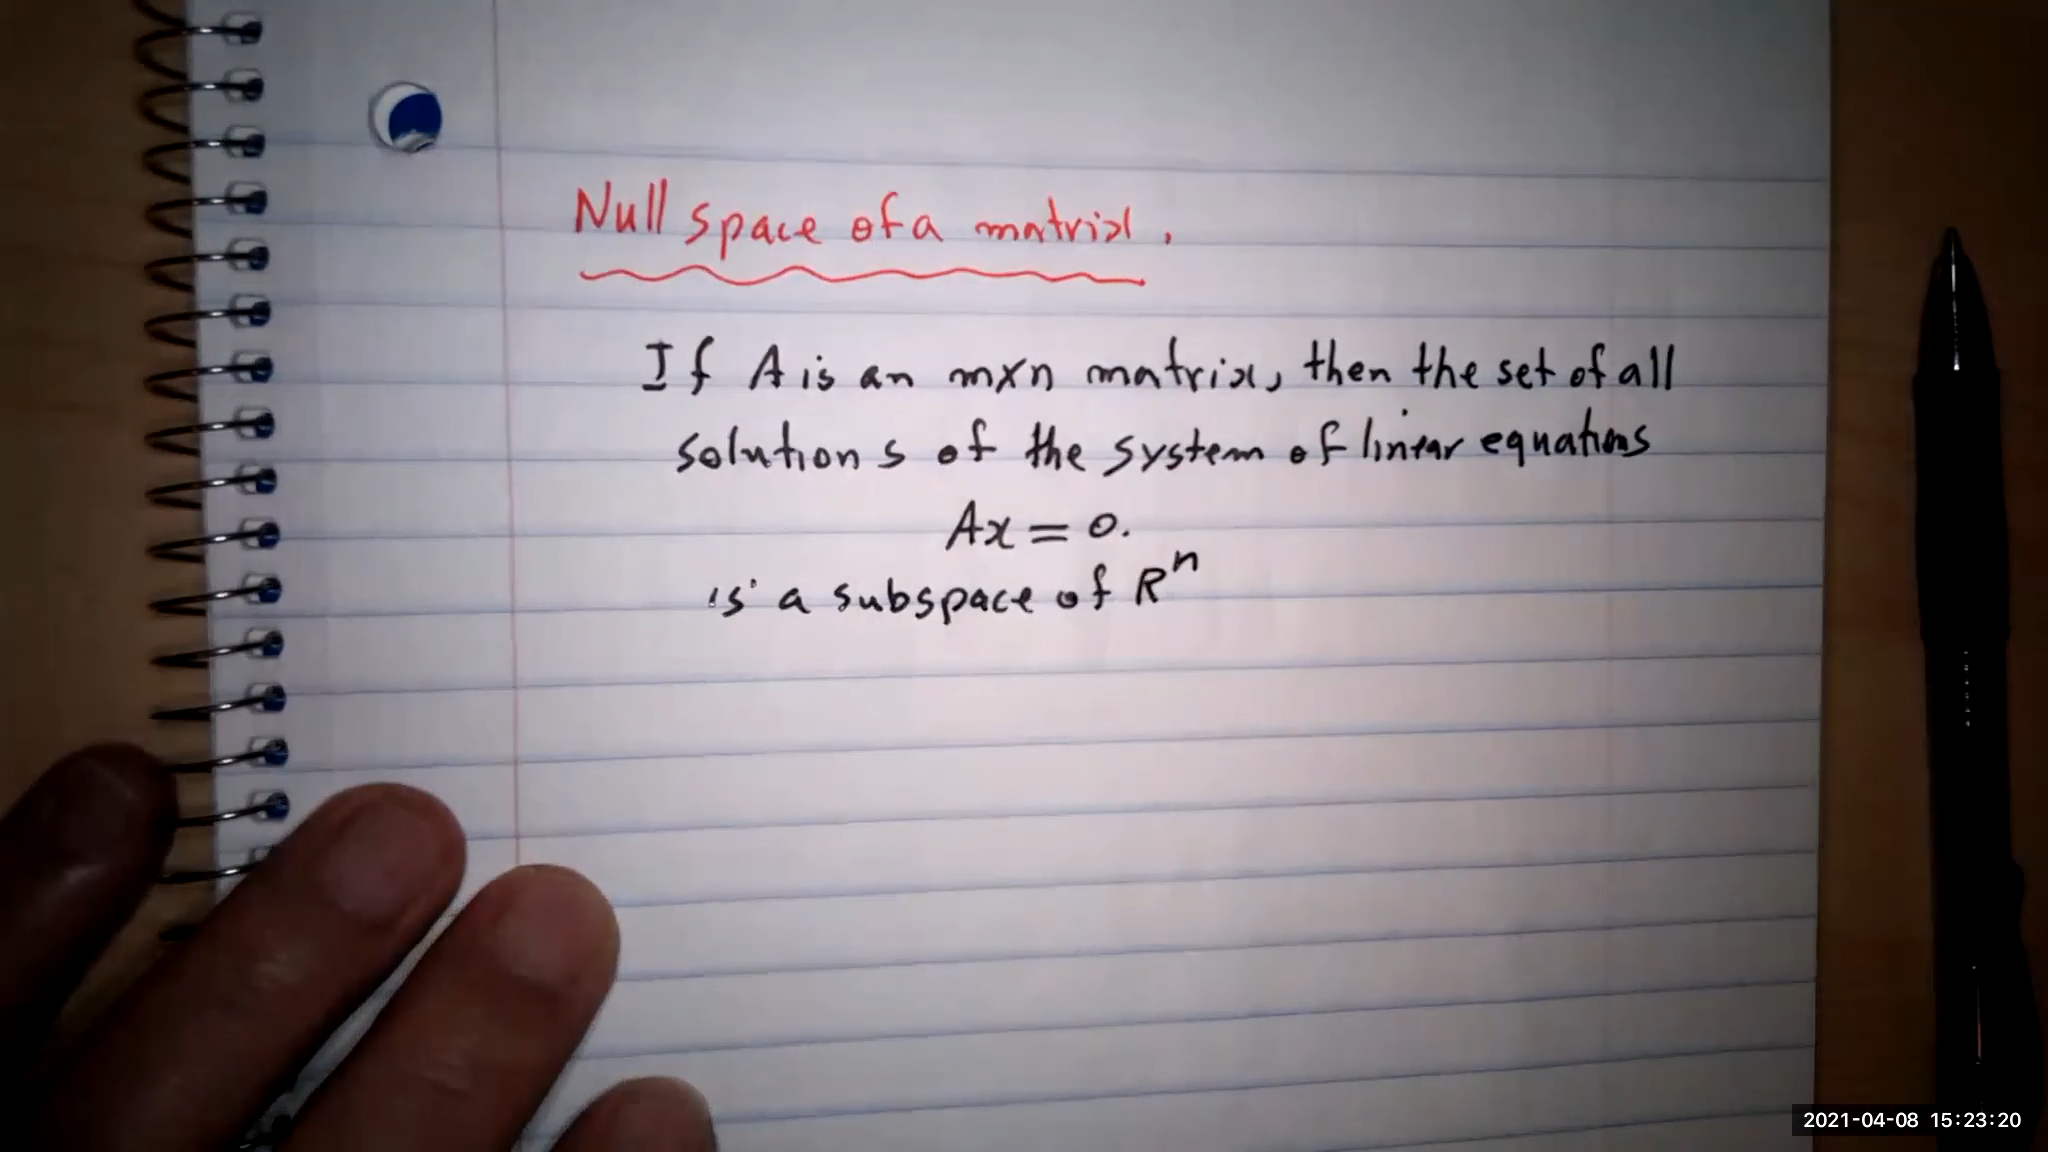 Null space of a matrix.
If A is an mxn matrix, then the set of all
solutions of the system of linear equations
Ax = 0.
is a subspace of Rⁿ
2021-04-08 15:23:20